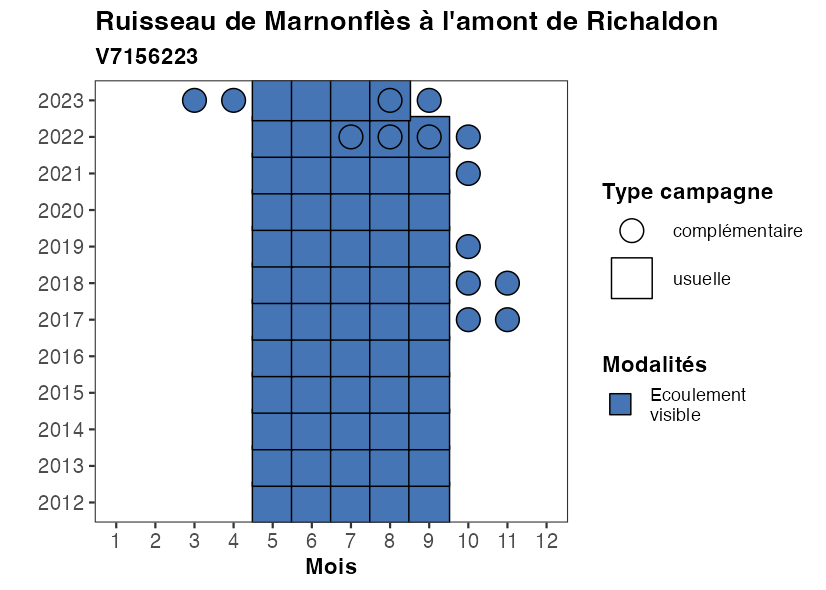 Ruisseau de Marnonflès à l'amont de Richaldon
V7156223
2023
2022
2021
2020
2019
2018
2017
2016
2015
2014
2013
2012
1 2 3 4 5 6 7 8 9 10 11 12
Mois
Type campagne
complémentaire
usuelle
Modalités
Ecoulement
visible